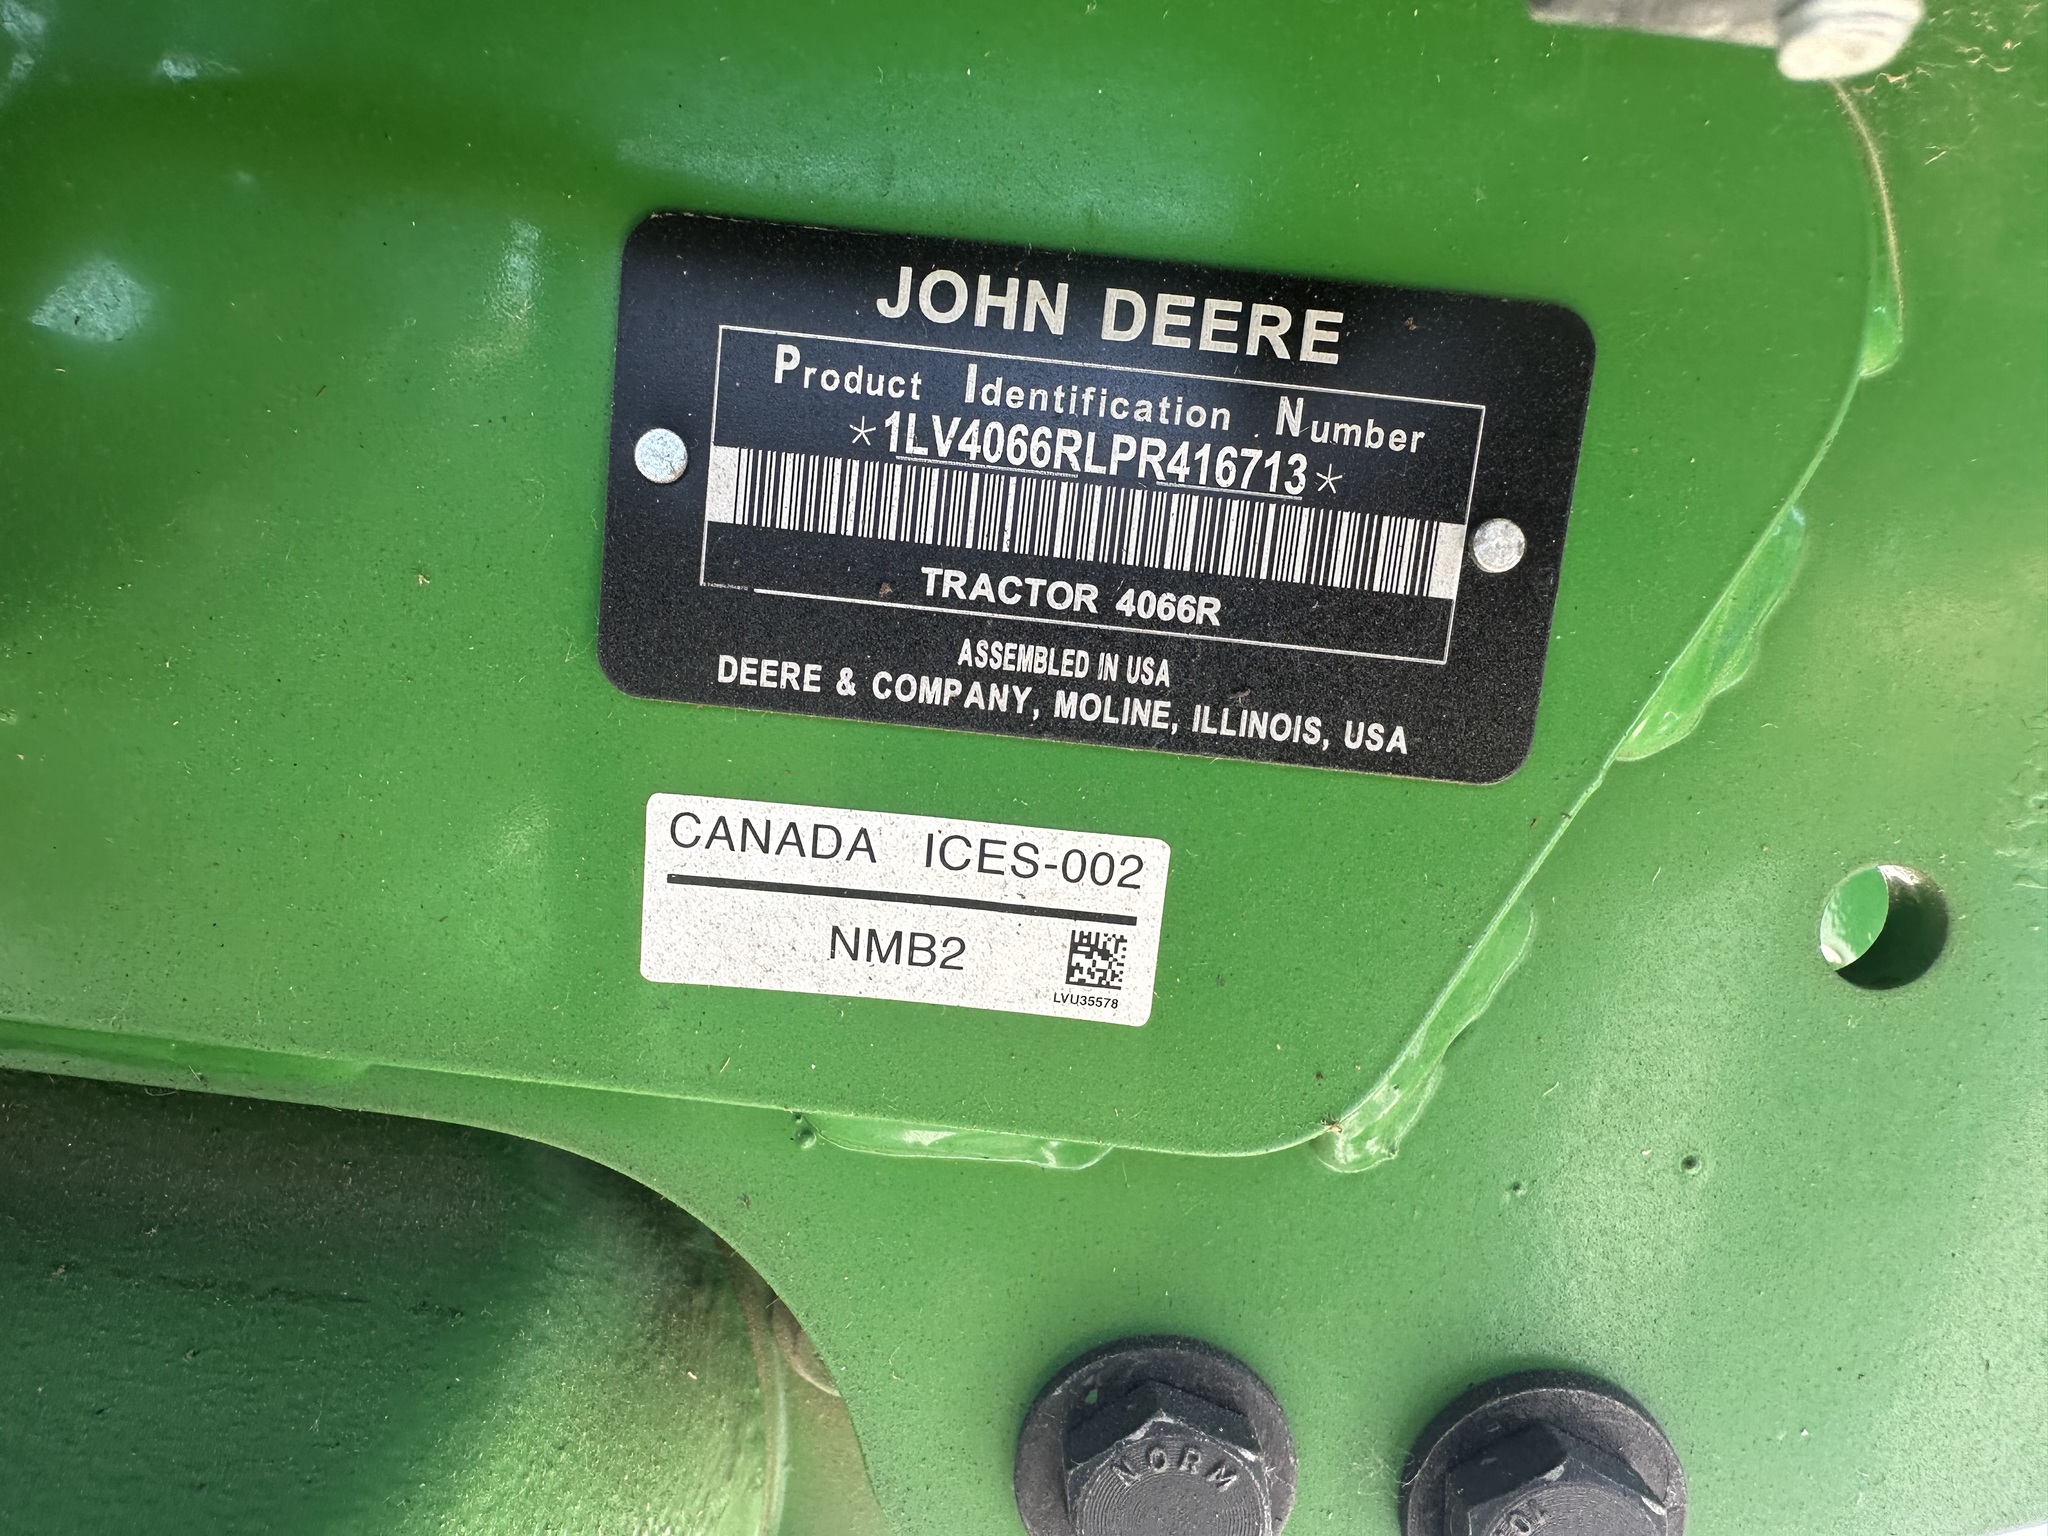 JOHN DEERE
Product Identification Number
*1LV4066RLPR416713*
TRACTOR 4066R
ASSEMBLED IN USA
DEERE & COMPANY, MOLINE, ILLINOIS, USA
CANADA ICES-002
NMB2
LVU35578
NORM